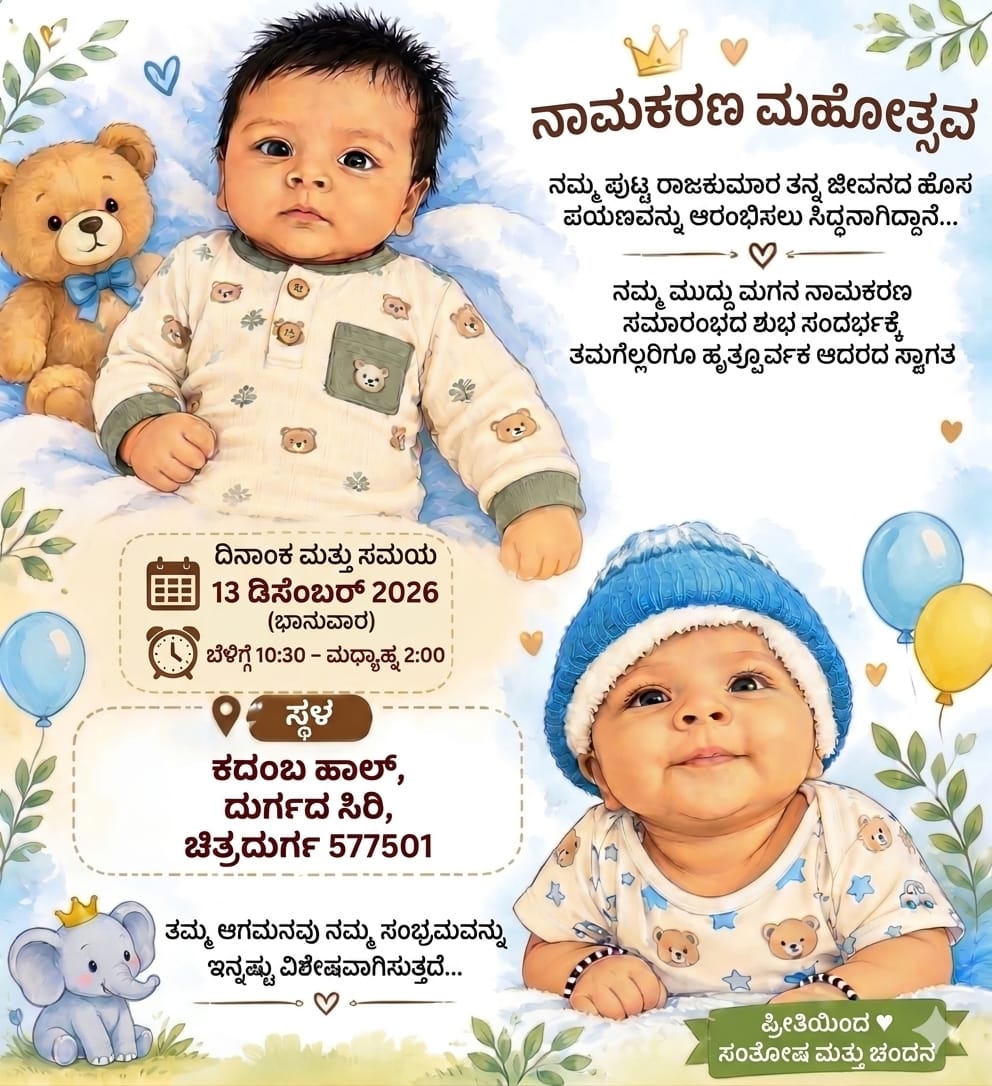 ನಾಮಕರಣ ಮಹೋತ್ಸವ
ನಮ್ಮ ಪುಟ್ಟ ರಾಜಕುಮಾರ ತನ್ನ ಜೀವನದ ಹೊಸ
ಪಯಣವನ್ನು ಆರಂಭಿಸಲು ಸಿದ್ಧನಾಗಿದ್ದಾನೆ...
ನಮ್ಮ ಮುದ್ದು ಮಗನ ನಾಮಕರಣ
ಸಮಾರಂಭದ ಶುಭ ಸಂದರ್ಭಕ್ಕೆ
ತಮಗೆಲ್ಲರಿಗೂ ಹೃತ್ಪೂರ್ವಕ ಆದರದ ಸ್ವಾಗತ
ದಿನಾಂಕ ಮತ್ತು ಸಮಯ
13 ಡಿಸೆಂಬರ್ 2026
(ಭಾನುವಾರ)
ಬೆಳಿಗ್ಗೆ 10:30 – ಮಧ್ಯಾಹ್ನ 2:00
ಸ್ಥಳ
ಕದಂಬ ಹಾಲ್,
ದುರ್ಗದ ಸಿರಿ,
ಚಿತ್ರದುರ್ಗ 577501
ತಮ್ಮ ಆಗಮನವು ನಮ್ಮ ಸಂಭ್ರಮವನ್ನು
ಇನ್ನಷ್ಟು ವಿಶೇಷವಾಗಿಸುತ್ತದೆ...
ಪ್ರೀತಿಯಿಂದ ♥
ಸಂತೋಷ ಮತ್ತು ಚಂದನ